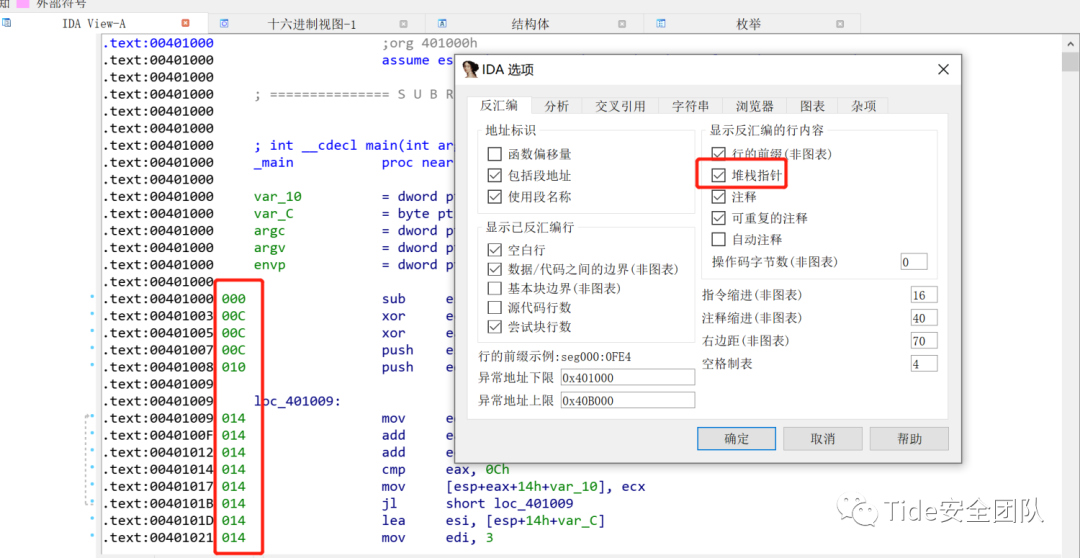 外部符号
IDA View-A
十六进制视图-1
结构体
枚举
.text:00401000 ;org 401000h
.text:00401000 assume es
.text:00401000
.text:00401000 ; =============== S U B R
.text:00401000
.text:00401000
.text:00401000 ; int __cdecl main(int ar
.text:00401000 _main proc near
.text:00401000
.text:00401000 var_10 = dword p
.text:00401000 var_C = byte pt
.text:00401000 argc = dword p
.text:00401000 argv = dword p
.text:00401000 envp = dword p
.text:00401000
.text:00401000 000 sub e
.text:00401003 00C xor e
.text:00401005 00C xor e
.text:00401007 00C push e
.text:00401008 010 push e
.text:00401009
.text:00401009 loc_401009:
.text:00401009 014 mov e
.text:0040100F 014 add e
.text:00401012 014 add e
.text:00401014 014 cmp eax, 0Ch
.text:00401017 014 mov [esp+eax+14h+var_10], ecx
.text:0040101B 014 jl short loc_401009
.text:0040101D 014 lea esi, [esp+14h+var_C]
.text:00401021 014 mov edi, 3
IDA 选项
反汇编 分析 交叉引用 字符串 浏览器 图表 杂项
地址标识
函数偏移量
包括段地址
使用段名称
显示已反汇编行
空白行
数据/代码之间的边界(非图表)
基本块边界(非图表)
源代码行数
尝试块行数
行的前缀示例:seg000:0FE4
异常地址下限 0x401000
异常地址上限 0x40B000
显示反汇编的行内容
行的前缀(非图表)
堆栈指针
注释
可重复的注释
自动注释
操作码字节数(非图表) 0
指令缩进(非图表) 16
注释缩进(非图表) 40
右边距(非图表) 70
空格制表 4
确定 取消 帮助
Tide安全团队